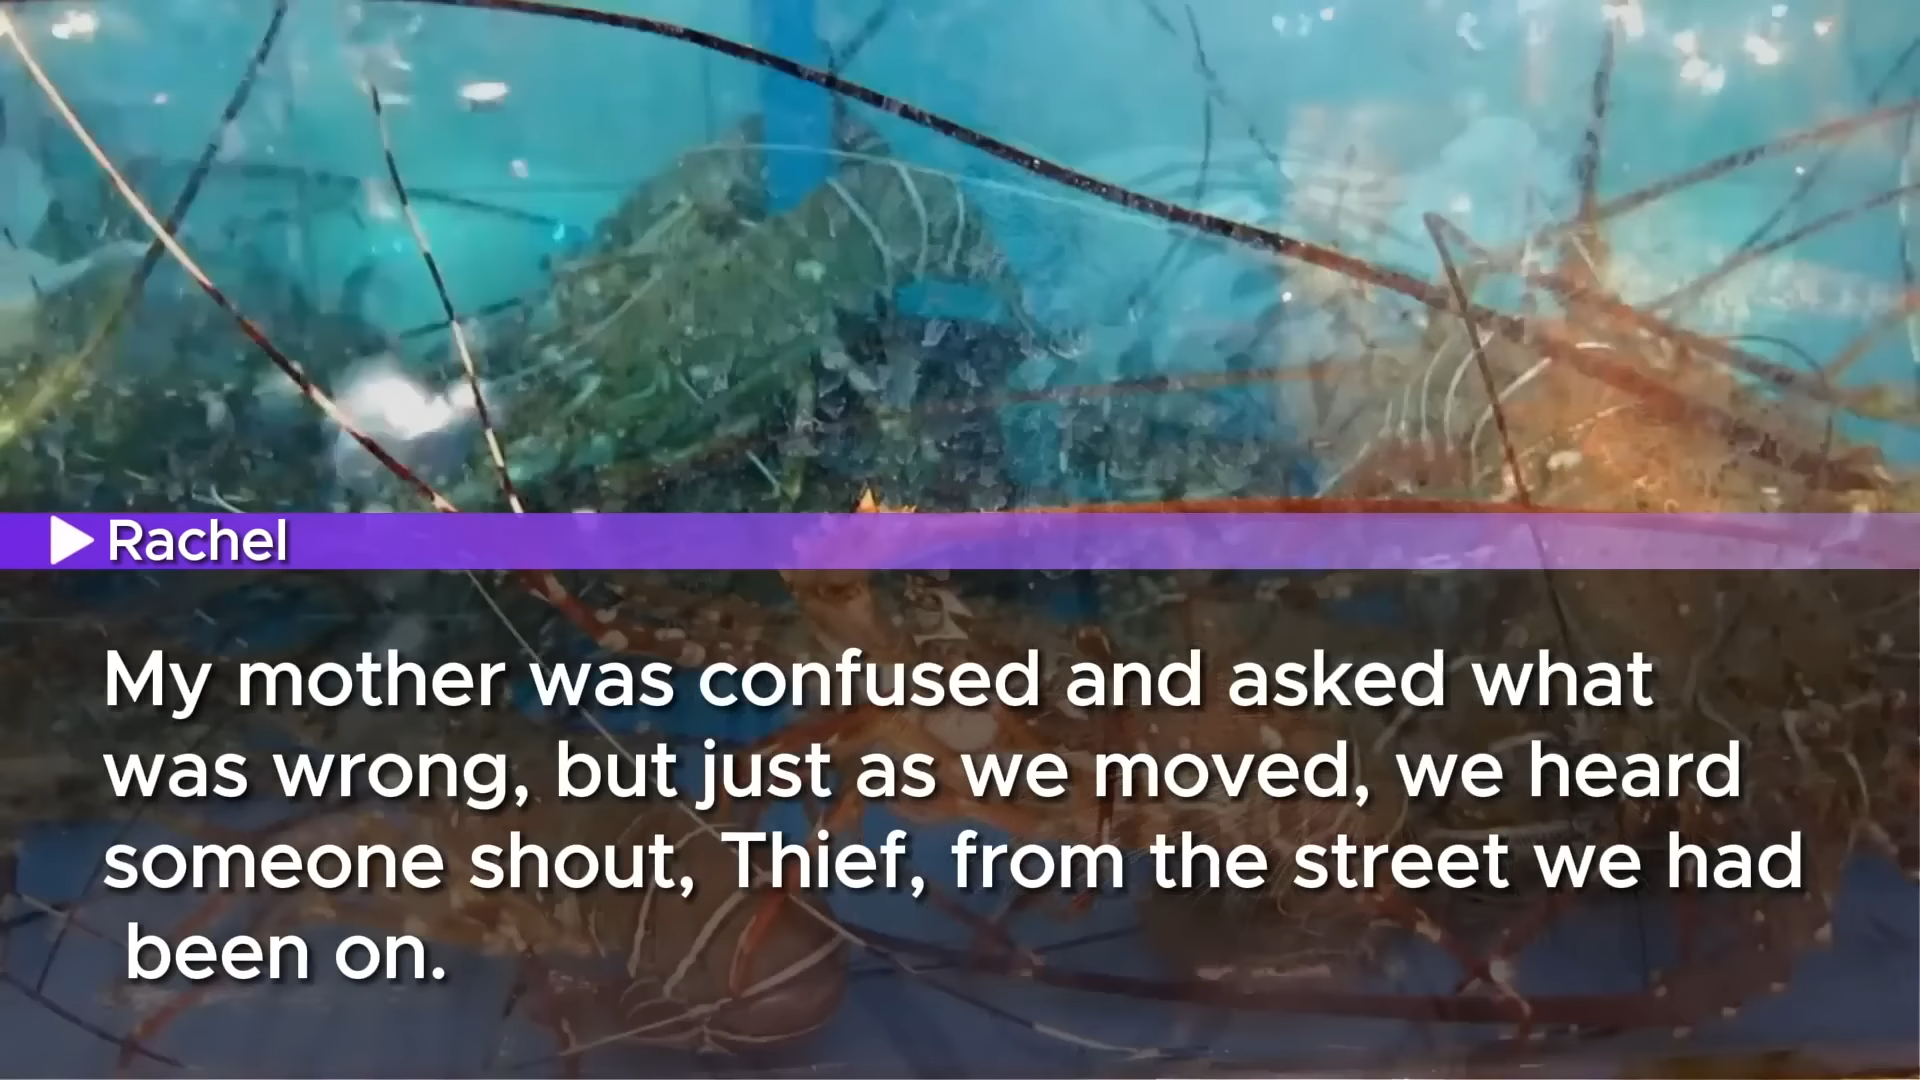 Rachel
My mother was confused and asked what
was wrong, but just as we moved, we heard
someone shout, Thief, from the street we had
been on.